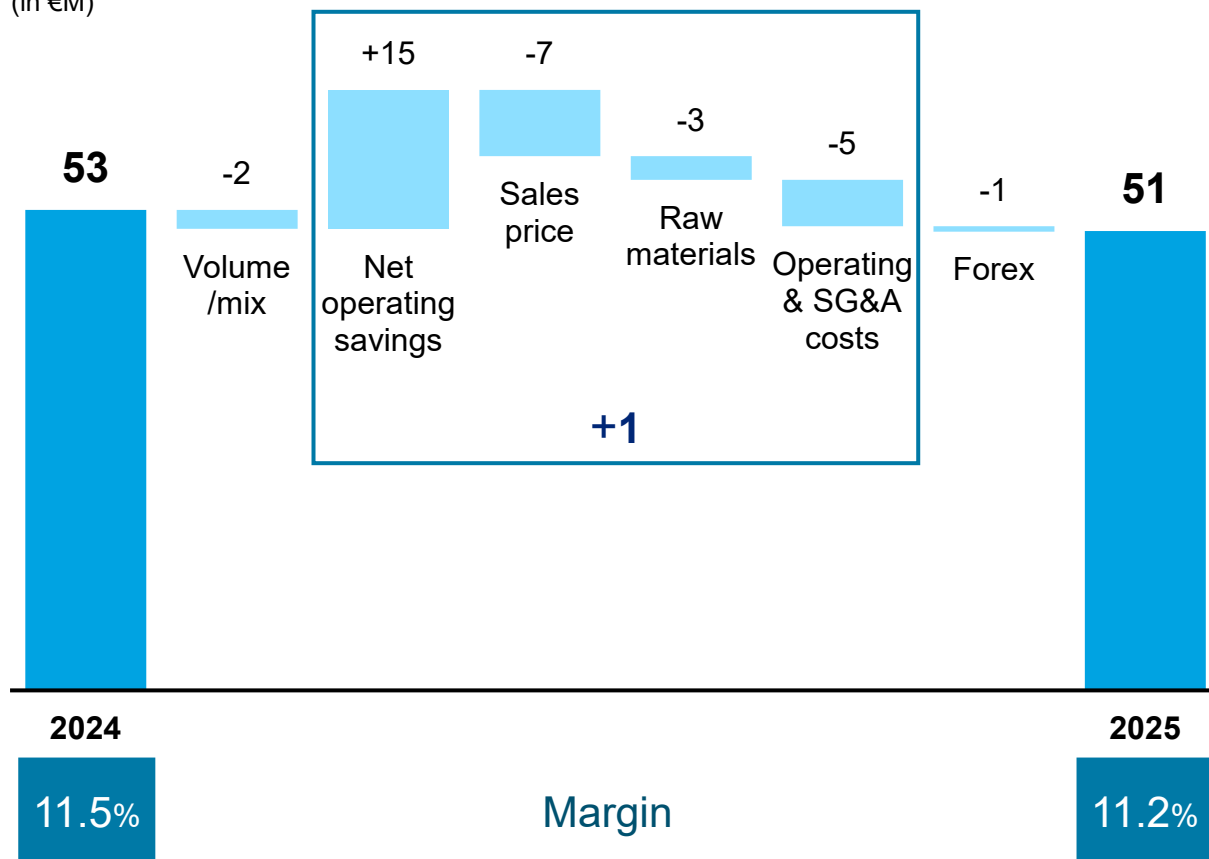 (in €M)
53
-2
Volume
/mix
+15
Net
operating
savings
-7
Sales
price
-3
Raw
materials
-5
Operating
& SG&A
costs
+1
-1
Forex
51
2024
2025
11.5%
Margin
11.2%